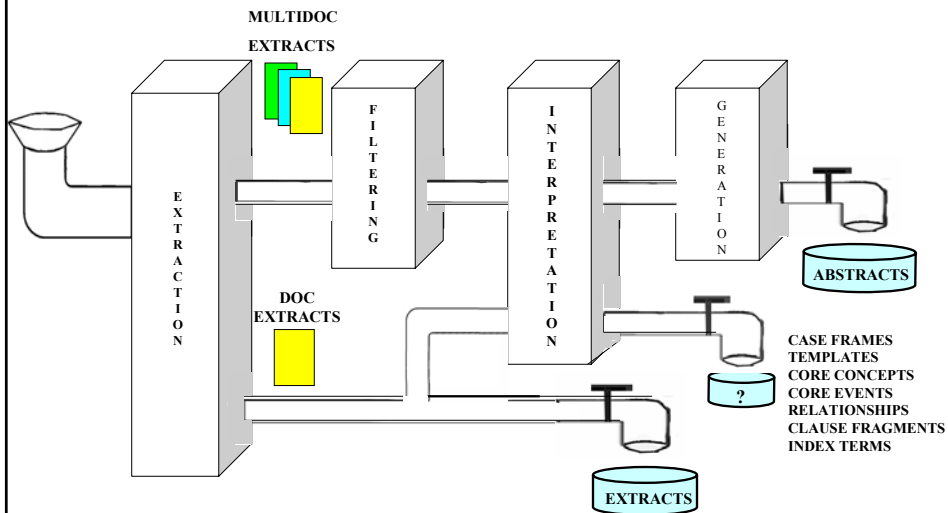 MULTIDOC
EXTRACTS
EXTRACTION
FILTERING
INTERPRETATION
GENERATION
ABSTRACTS
DOC
EXTRACTS
?
CASE FRAMES
TEMPLATES
CORE CONCEPTS
CORE EVENTS
RELATIONSHIPS
CLAUSE FRAGMENTS
INDEX TERMS
EXTRACTS